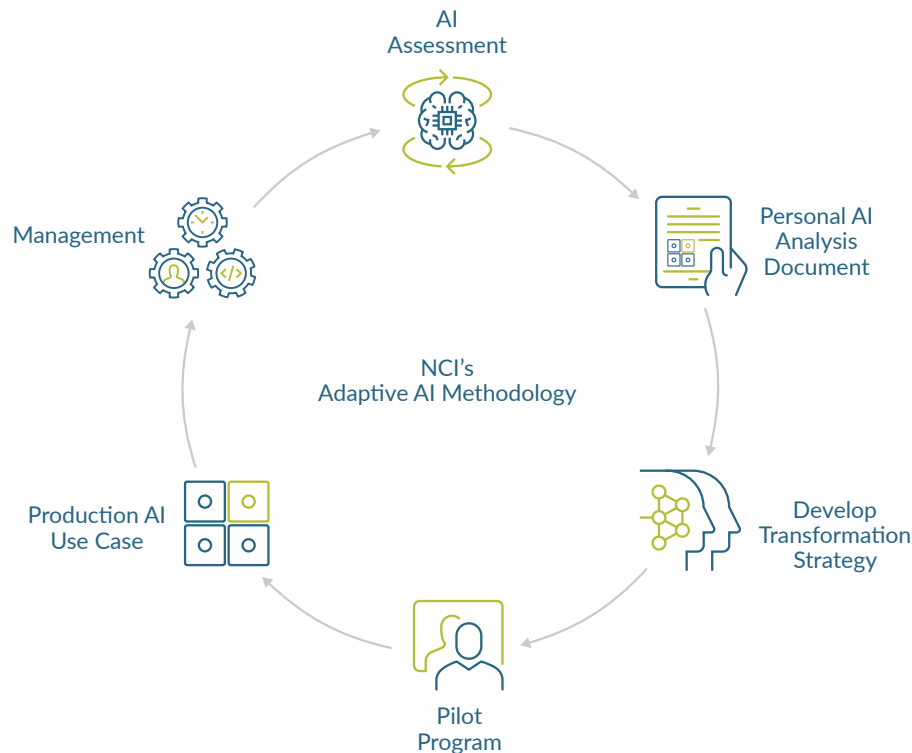 AI
Assessment
Personal AI
Analysis
Document
Develop
Transformation
Strategy
Pilot
Program
Production AI
Use Case
Management
NCI's
Adaptive AI Methodology